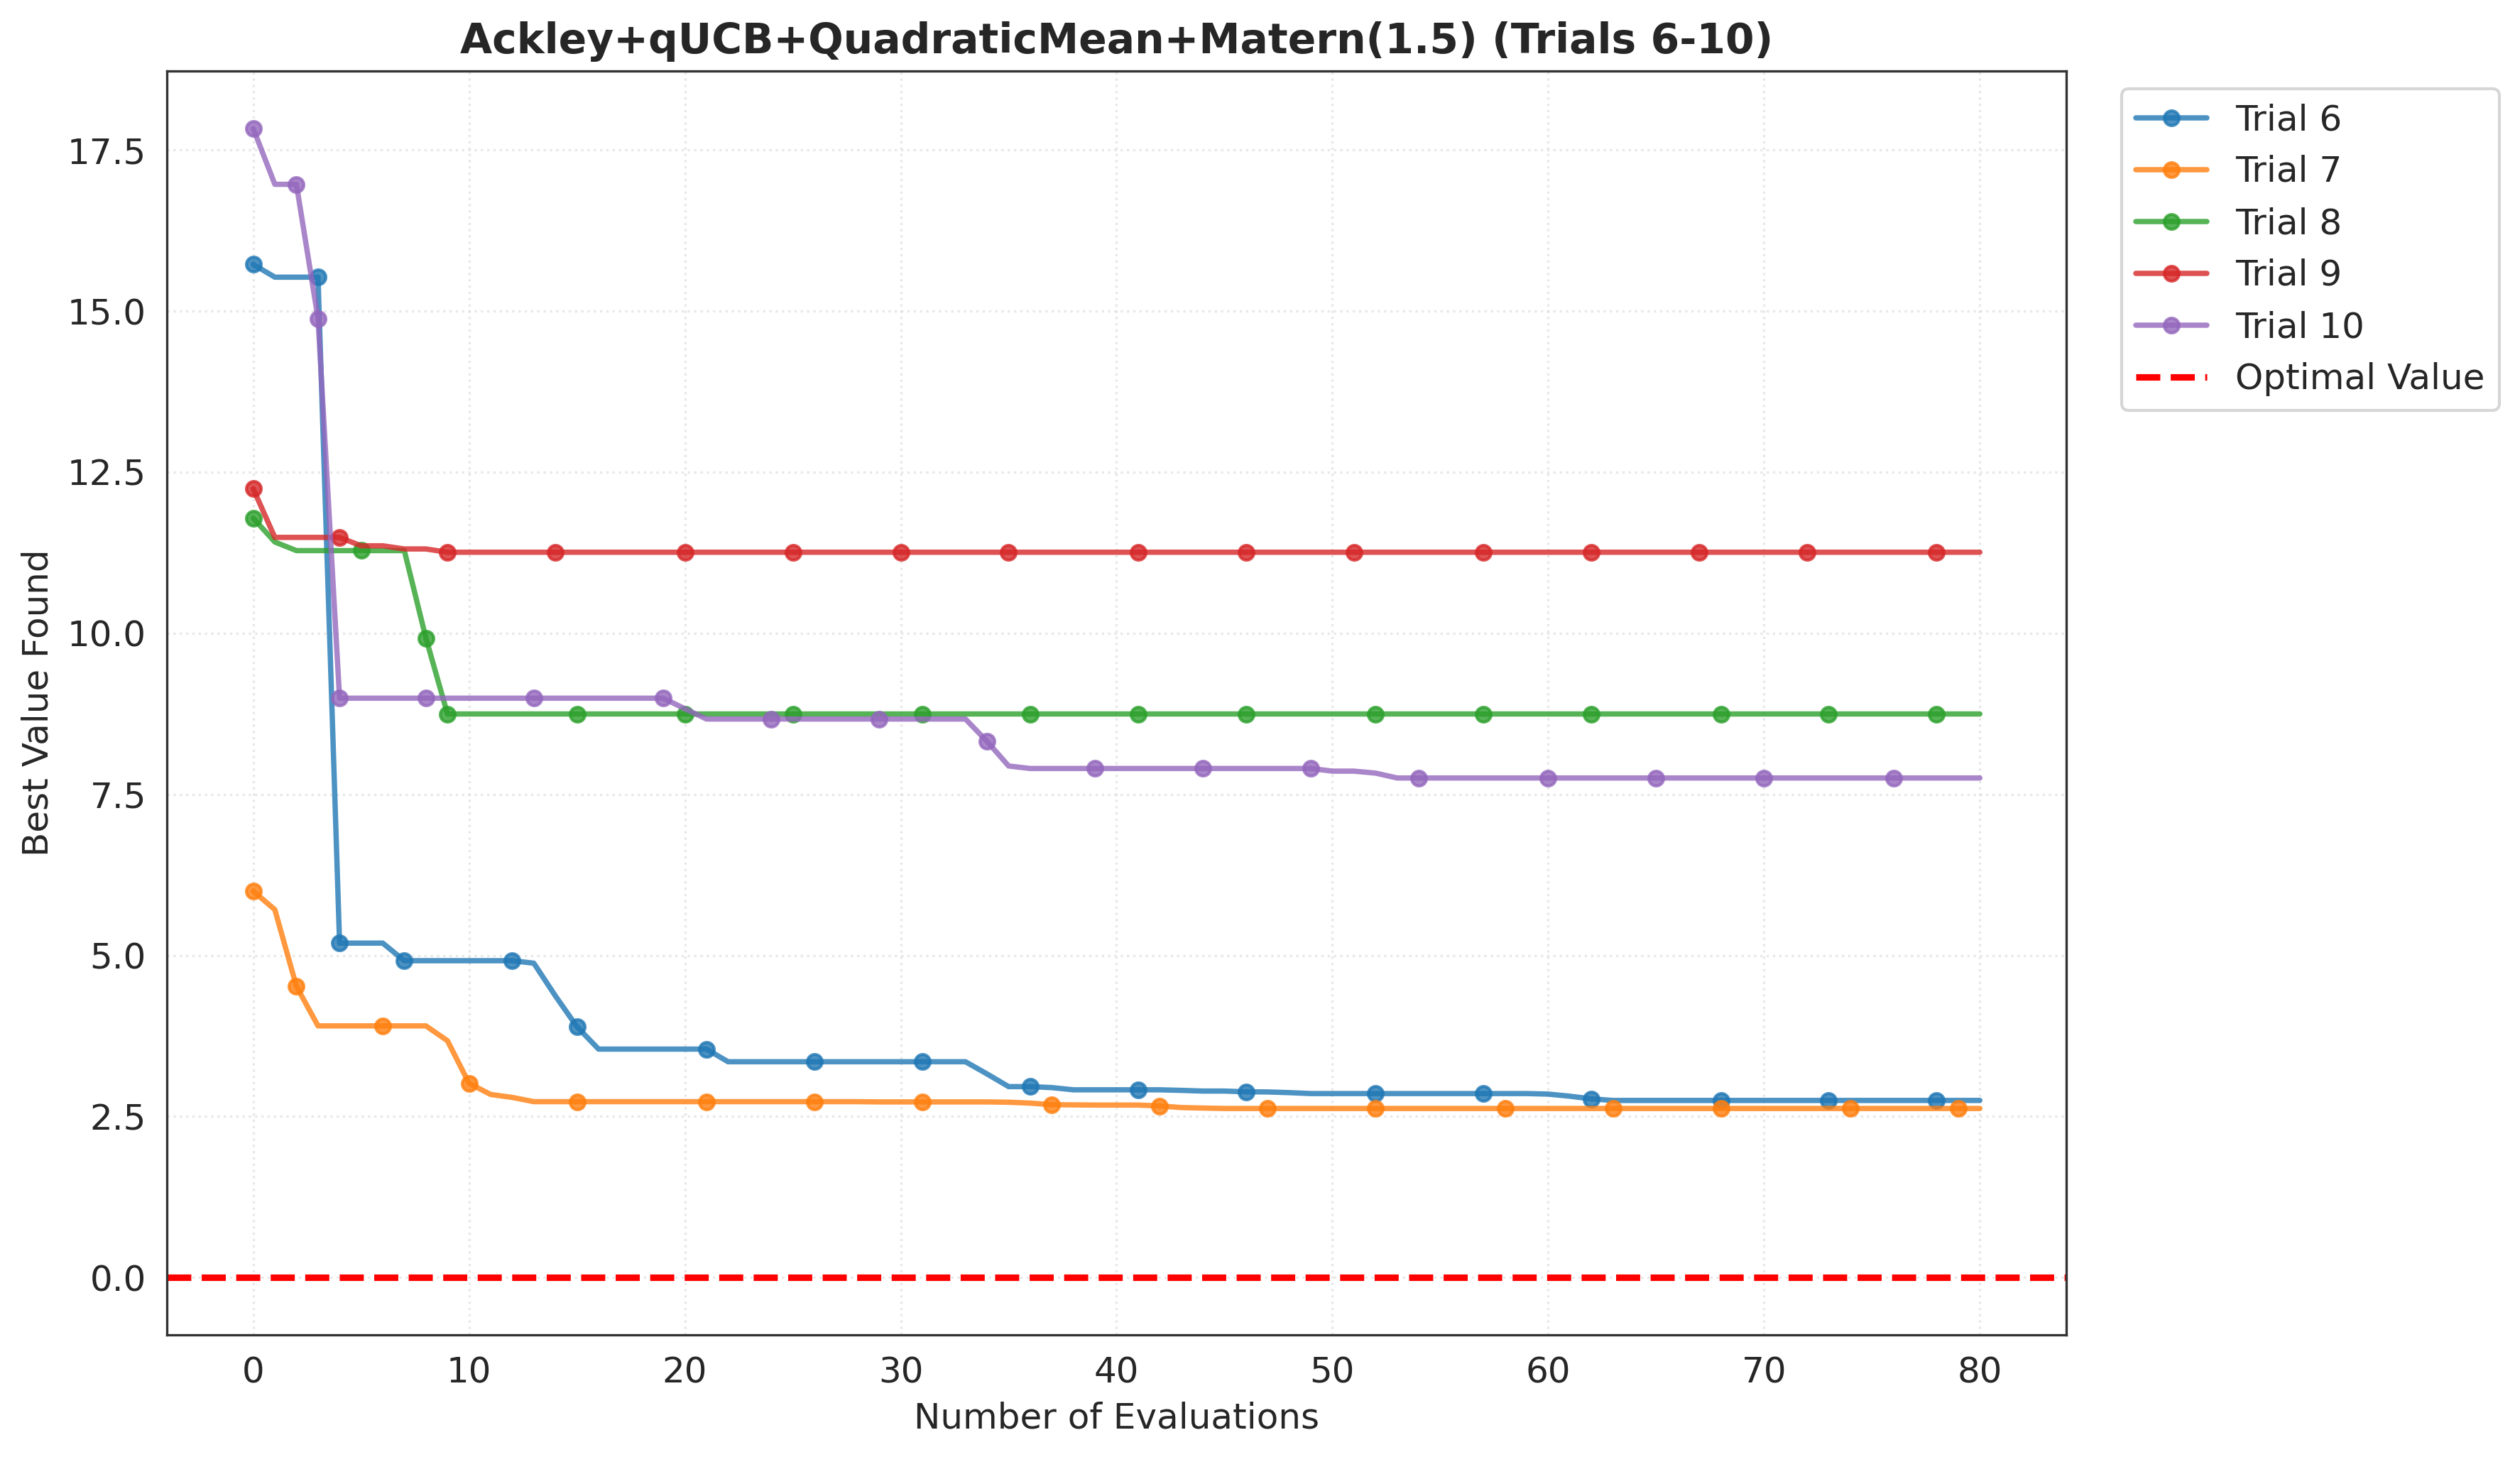 Ackley+qUCB+QuadraticMean+Matern(1.5) (Trials 6-10)
Best Value Found
17.5
15.0
12.5
10.0
7.5
5.0
2.5
0.0
0 10 20 30 40 50 60 70 80
Number of Evaluations
Trial 6
Trial 7
Trial 8
Trial 9
Trial 10
Optimal Value